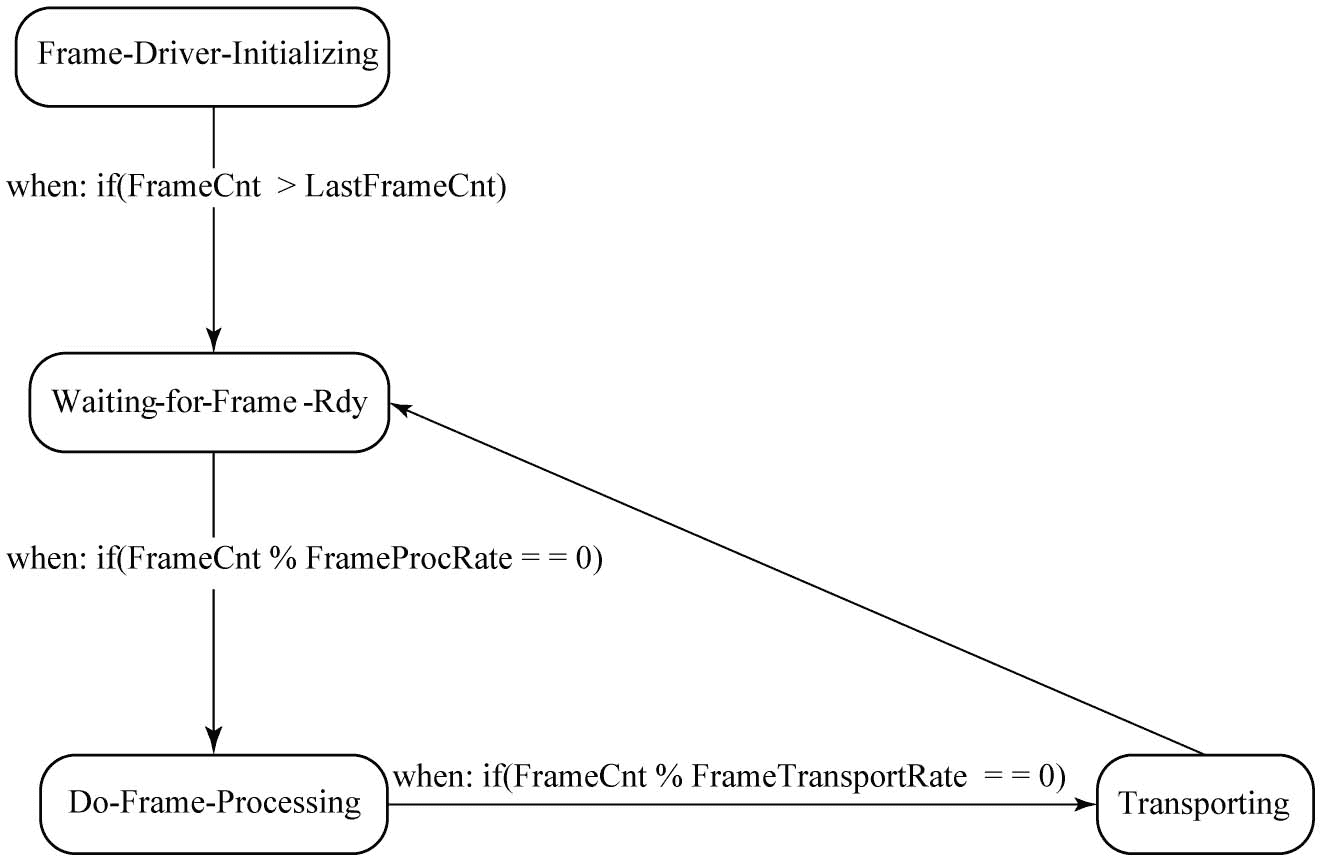 Frame-Driver-Initializing
when: if(FrameCnt > LastFrameCnt)
Waiting-for-Frame -Rdy
when: if(FrameCnt % FrameProcRate = = 0)
when: if(FrameCnt % FrameTransportRate = = 0)
Do-Frame-Processing
Transporting